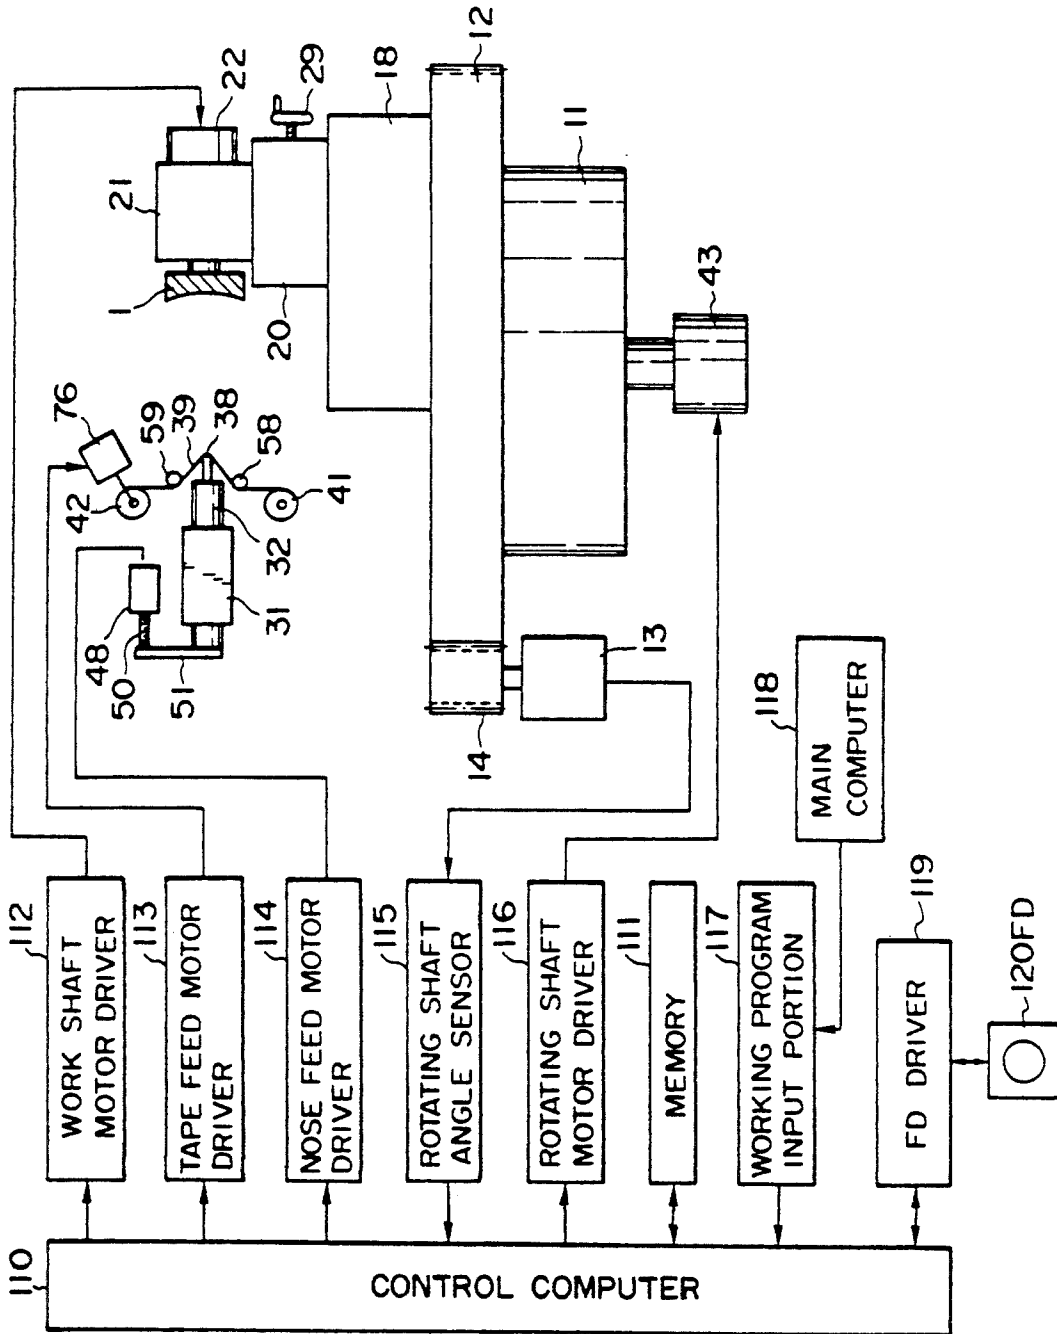 110
CONTROL COMPUTER
112
WORK SHAFT
MOTOR DRIVER
113
TAPE FEED MOTOR
DRIVER
114
NOSE FEED MOTOR
DRIVER
115
ROTATING SHAFT
ANGLE SENSOR
116
ROTATING SHAFT
MOTOR DRIVER
111
MEMORY
117
WORKING PROGRAM
INPUT PORTION
118
MAIN
COMPUTER
119
FD DRIVER
120FD
48
50
51
31
32
42
76
59
39
38
58
41
1
21
22
20
29
18
12
11
43
13
14